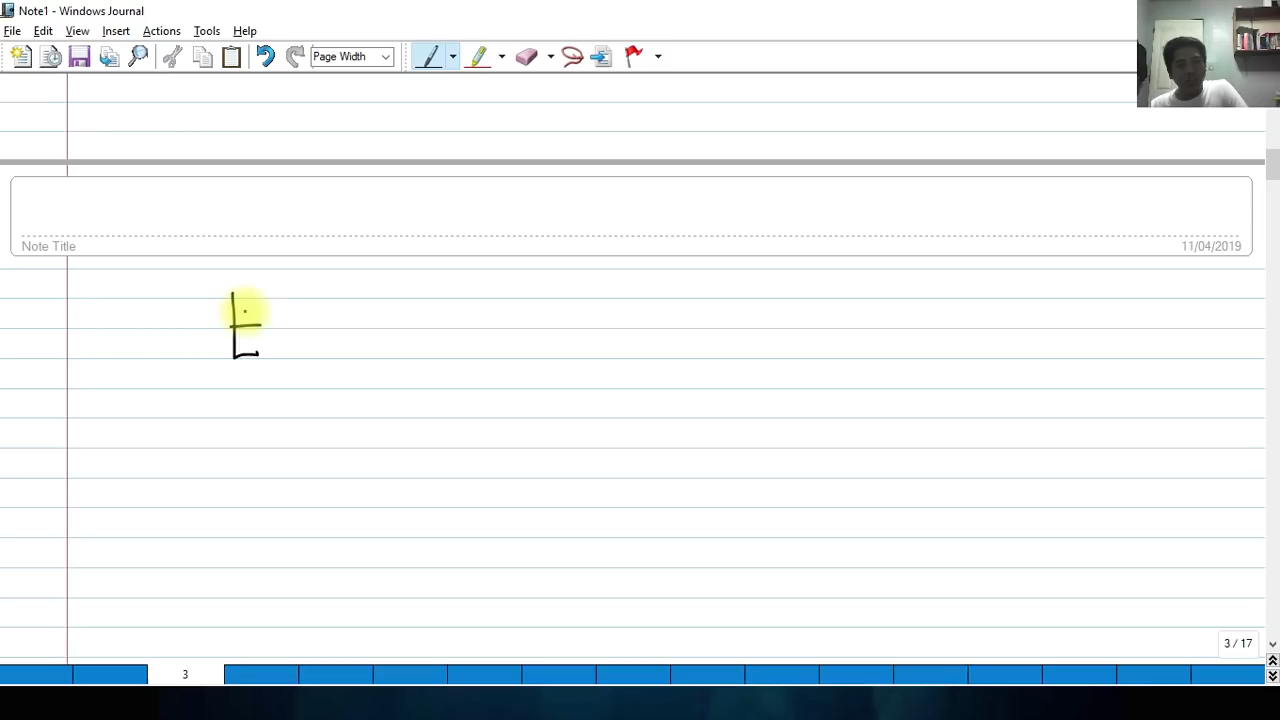 Note1 - Windows Journal
File Edit View Insert Actions Tools Help
Page Width
Note Title 11/04/2019
3 / 17
3